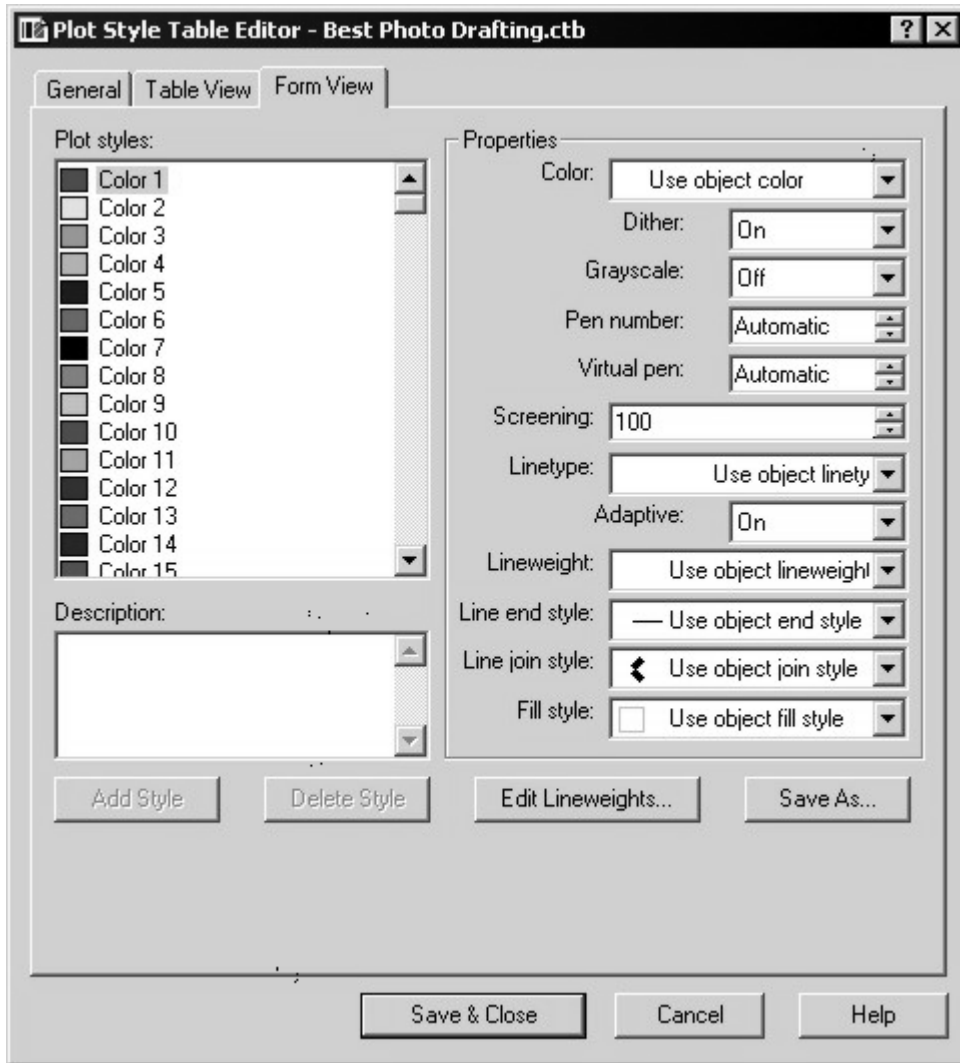 Plot Style Table Editor - Best Photo Drafting.ctb
General
Table View
Form View
Plot styles:
Color 1
Color 2
Color 3
Color 4
Color 5
Color 6
Color 7
Color 8
Color 9
Color 10
Color 11
Color 12
Color 13
Color 14
Color 15
Description:
Add Style
Delete Style
Properties
Color: Use object color
Dither: On
Grayscale: Off
Pen number: Automatic
Virtual pen: Automatic
Screening: 100
Linetype: Use object linety
Adaptive: On
Lineweight: Use object lineweight
Line end style: Use object end style
Line join style: Use object join style
Fill style: Use object fill style
Edit Lineweights...
Save As...
Save & Close
Cancel
Help